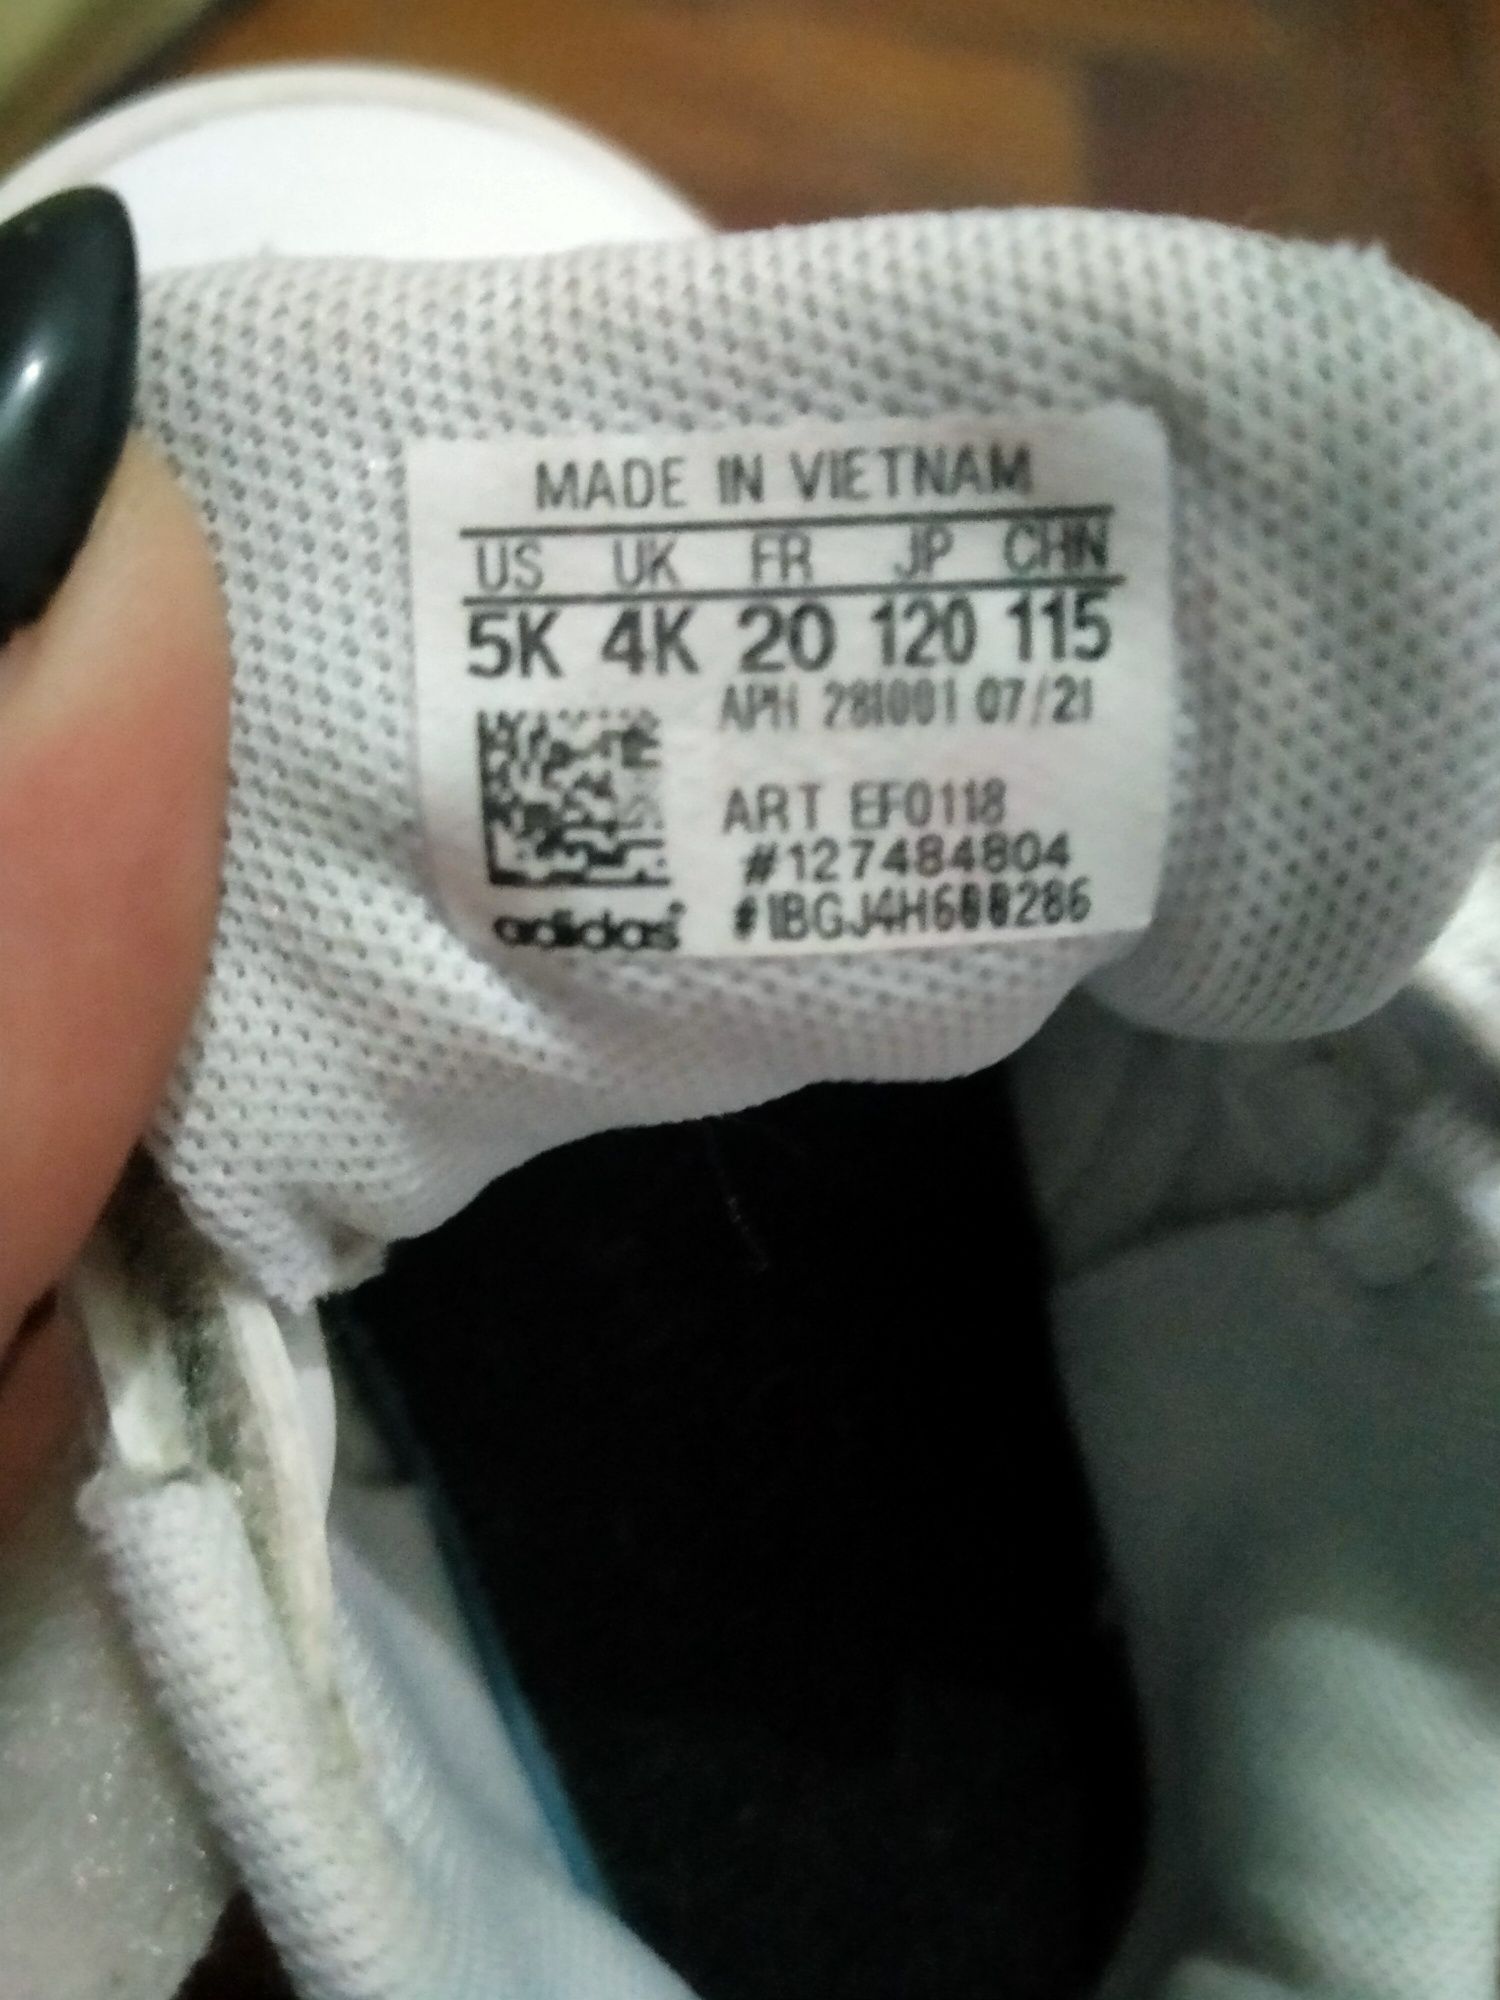 MADE IN VIETNAM
US UK FR JP CHN
5K 4K 20 120 115
APH 281001 07/21
ART EF0118
#127484804
adidas